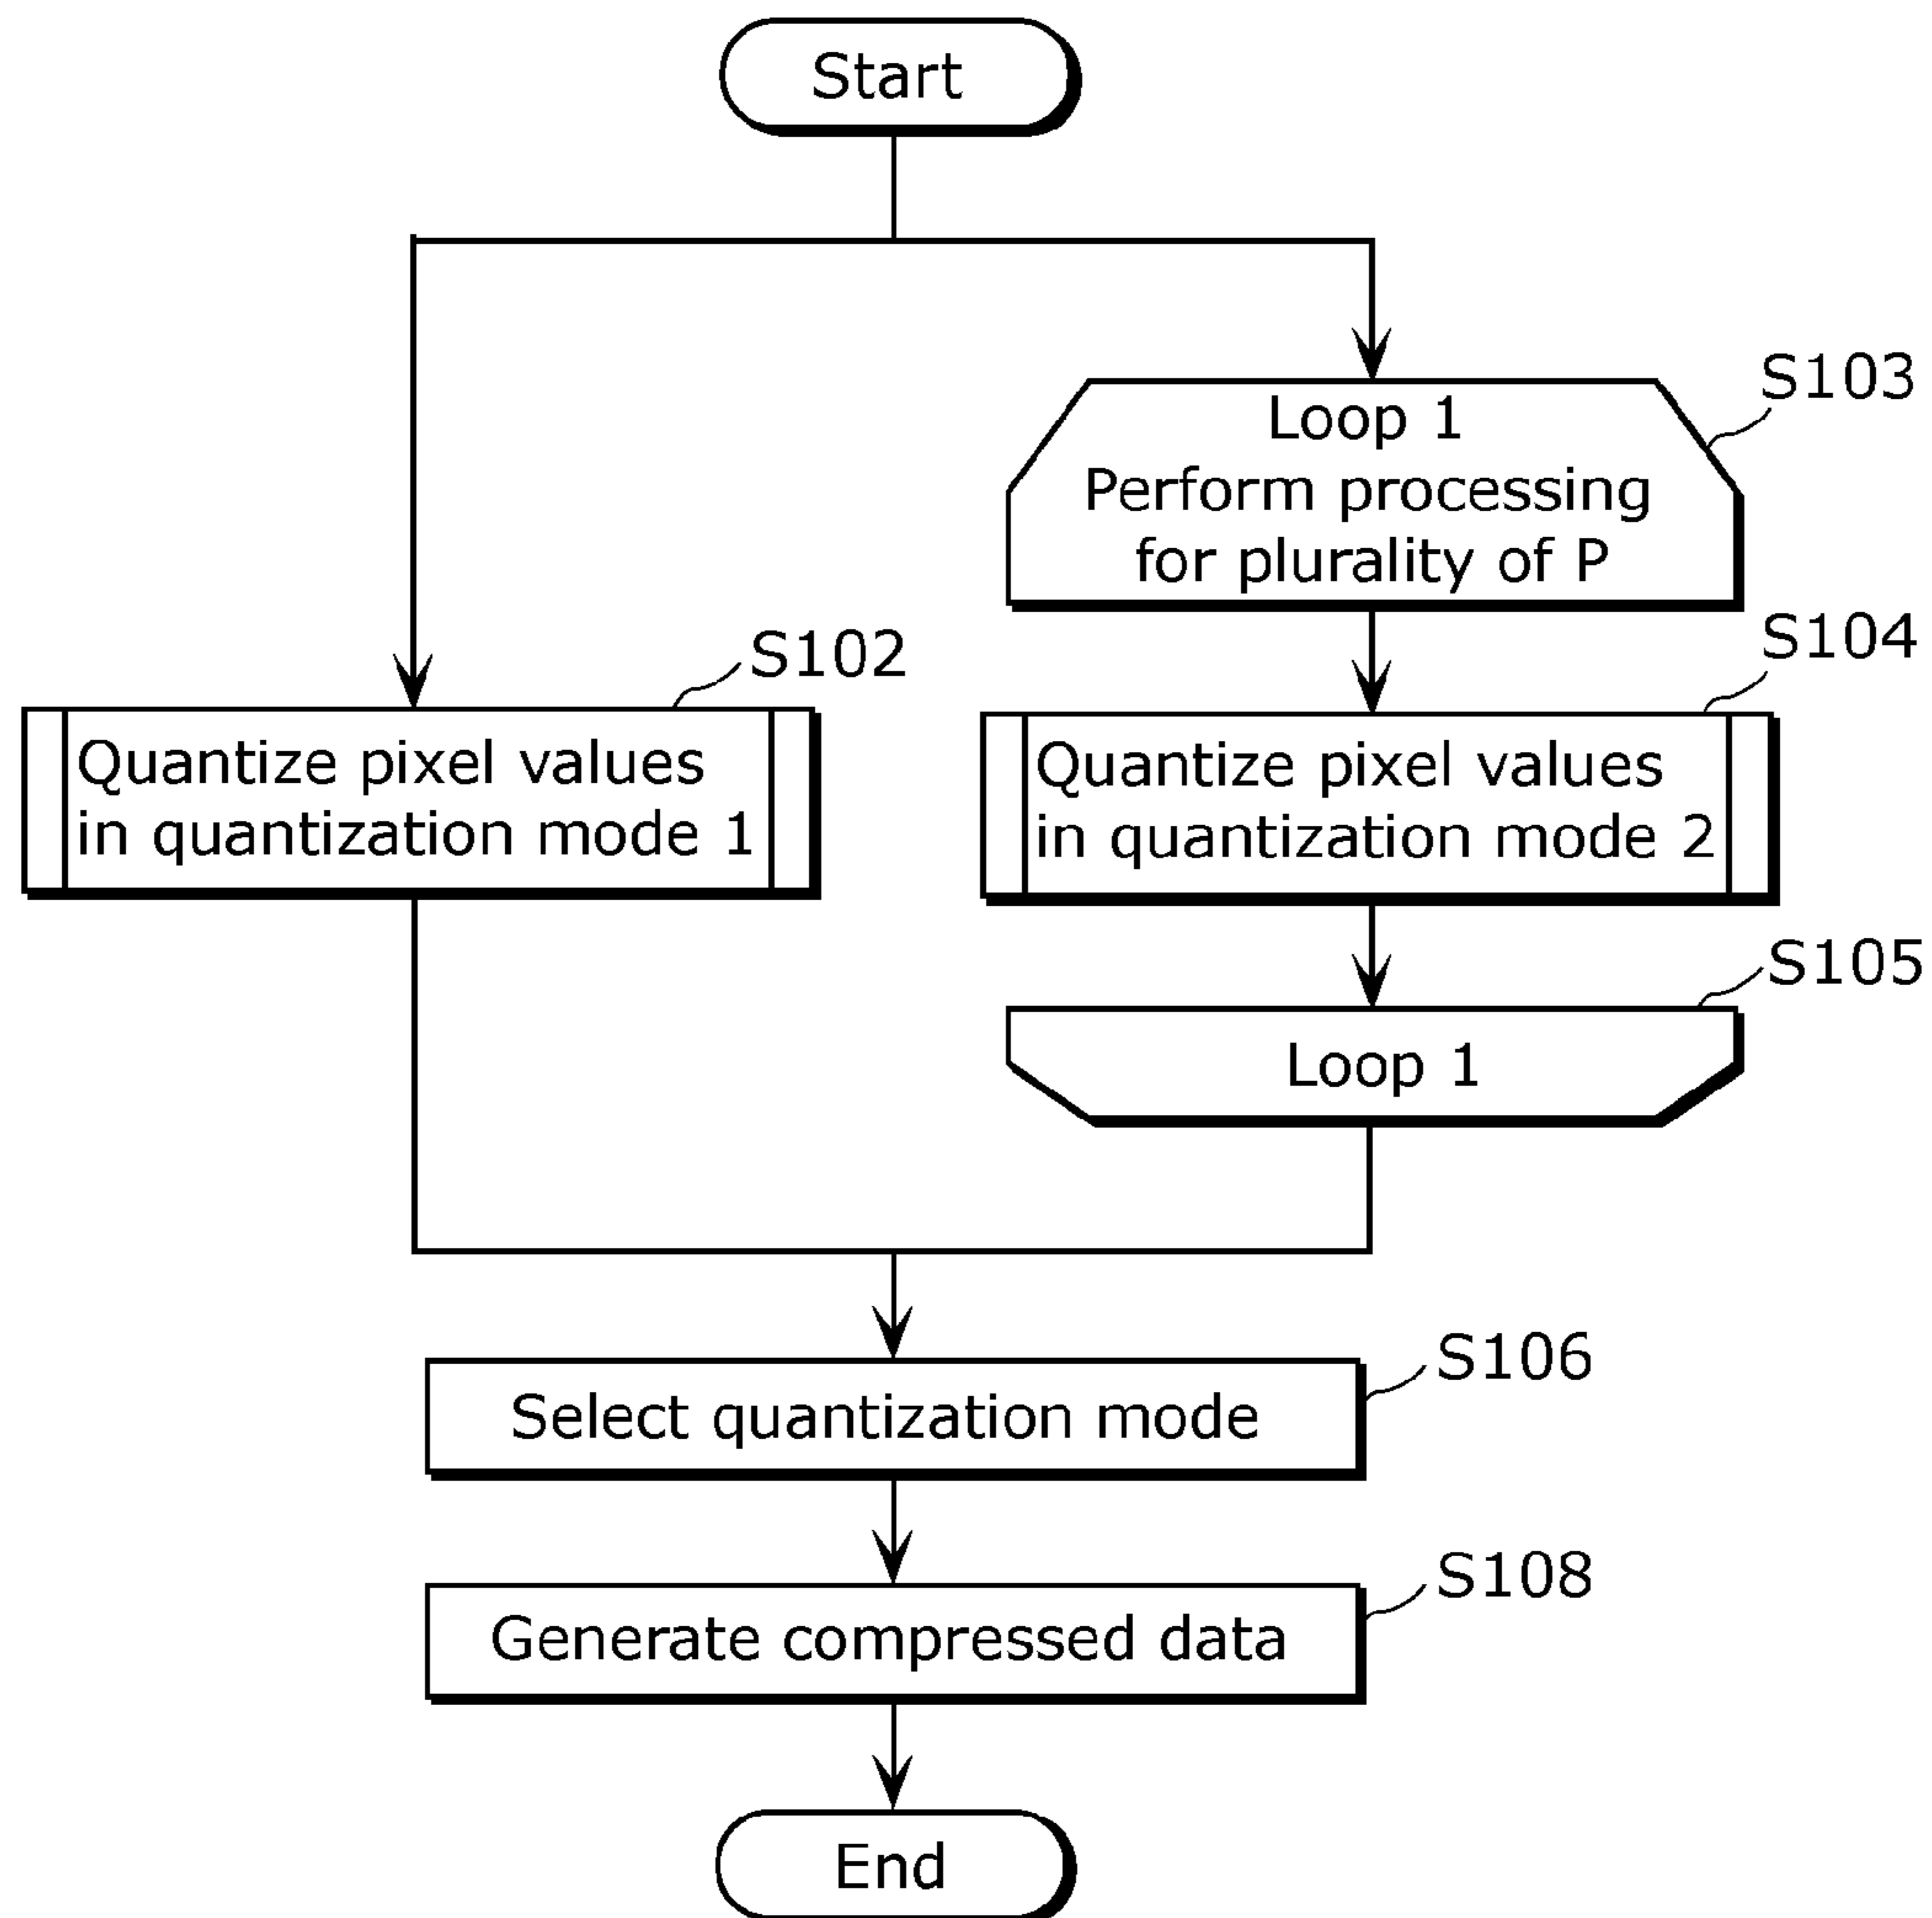 Start
S103
Loop 1
Perform processing
for plurality of P
S102
S104
Quantize pixel values
in quantization mode 1
Quantize pixel values
in quantization mode 2
S105
Loop 1
S106
Select quantization mode
S108
Generate compressed data
End